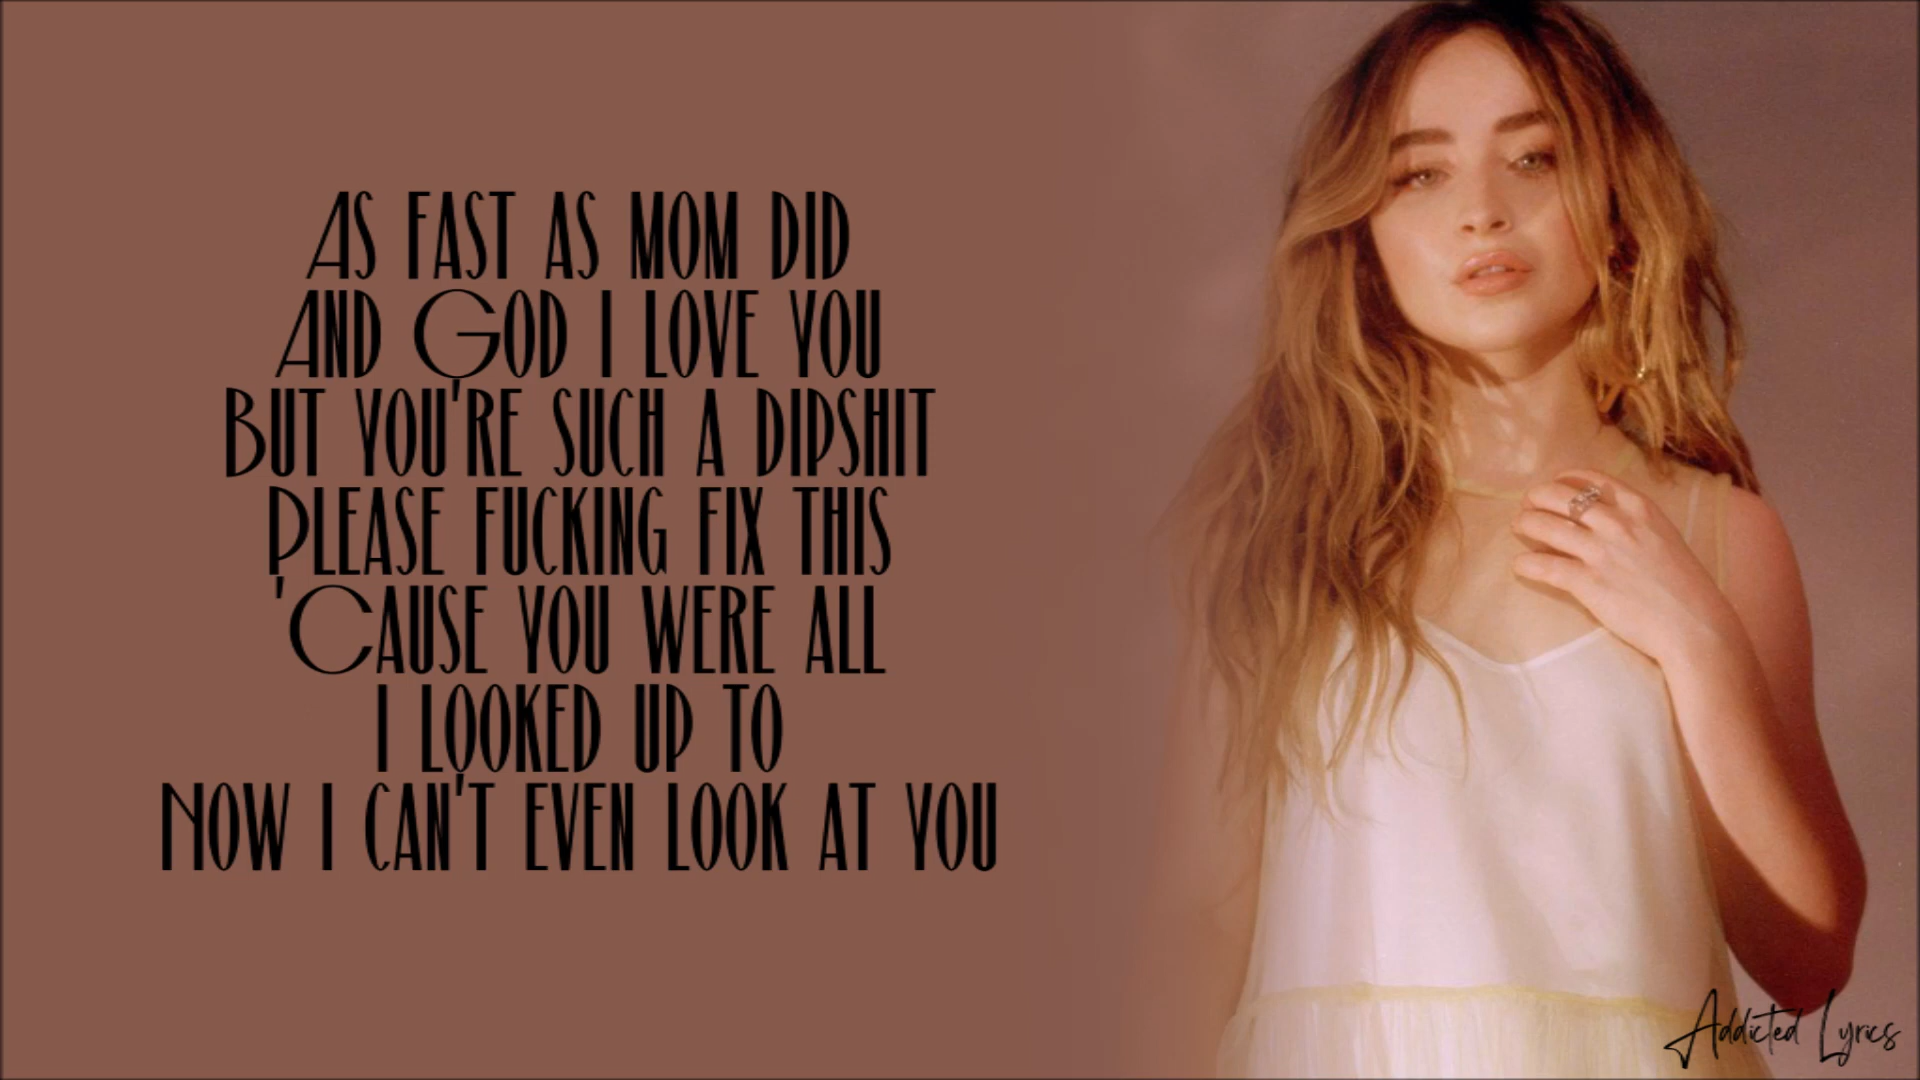 As fast as mom did
And God I love you
But you're such a dipshit
Please fucking fix this
'Cause you were all
I looked up to
Now I can't even look at you
Addicted Lyrics